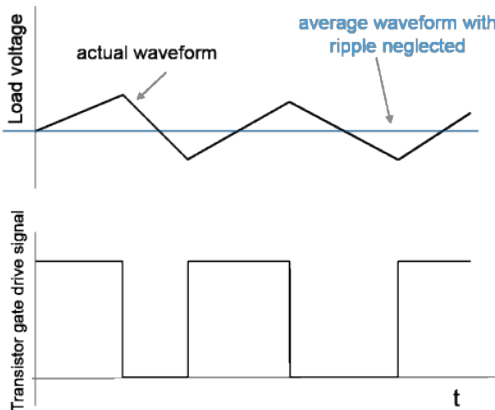 Load voltage
actual waveform
average waveform with
ripple neglected
Transistor gate drive signal
t